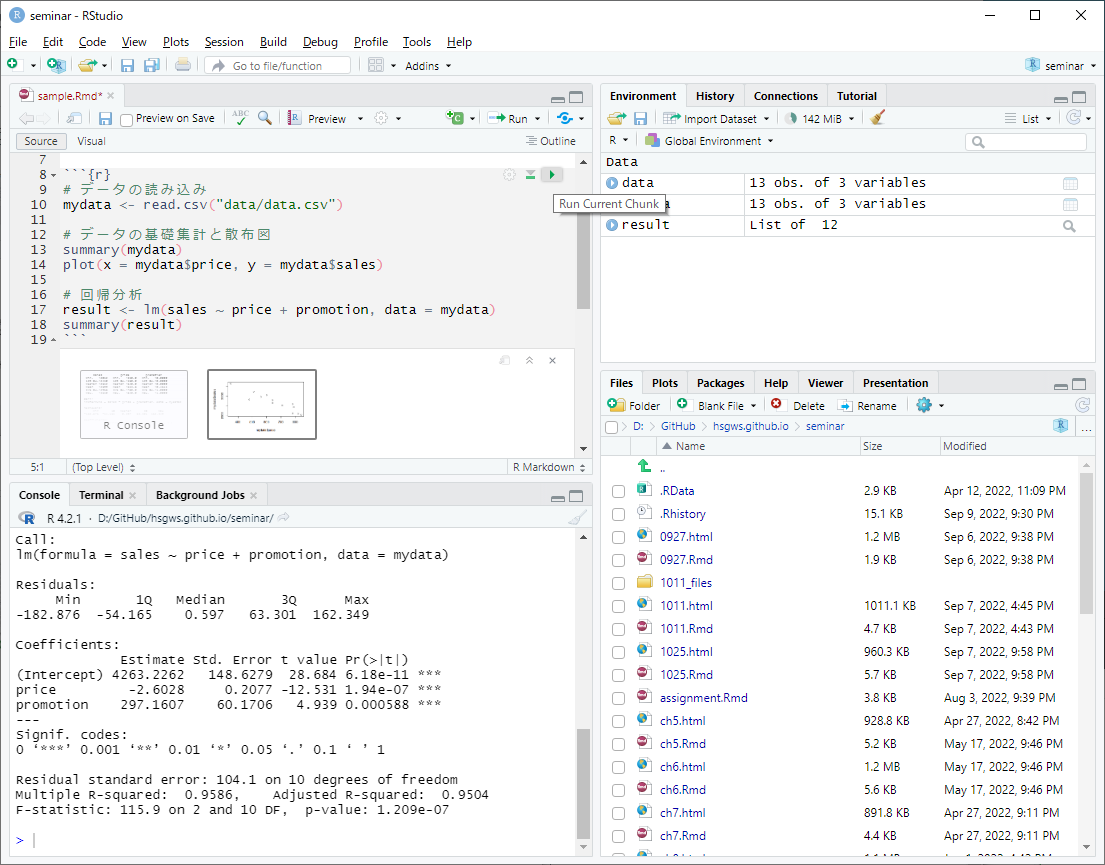 seminar - RStudio
File Edit Code View Plots Session Build Debug Profile Tools Help
Go to file/function Addins seminar
sample.Rmd*
Preview on Save ABC Preview Run
Source Visual Outline
7
8 ```{r}
9 # データの読み込み
10 mydata <- read.csv("data/data.csv")
11
12 # データの基礎集計と散布図
13 summary(mydata)
14 plot(x = mydata$price, y = mydata$sales)
15
16 # 回帰分析
17 result <- lm(sales ~ price + promotion, data = mydata)
18 summary(result)
19 ```
Run Current Chunk
R Console
5:1 (Top Level) R Markdown
Console Terminal Background Jobs
R 4.2.1 · D:/GitHub/hsgws.github.io/seminar/
Call:
lm(formula = sales ~ price + promotion, data = mydata)
Residuals:
Min 1Q Median 3Q Max
-182.876 -54.165 0.597 63.301 162.349
Coefficients:
Estimate Std. Error t value Pr(>|t|)
(Intercept) 4263.2262 148.6279 28.684 6.18e-11 ***
price -2.6028 0.2077 -12.531 1.94e-07 ***
promotion 297.1607 60.1706 4.939 0.000588 ***
---
Signif. codes:
0 ‘***’ 0.001 ‘**’ 0.01 ‘*’ 0.05 ‘.’ 0.1 ‘ ’ 1
Residual standard error: 104.1 on 10 degrees of freedom
Multiple R-squared: 0.9586, Adjusted R-squared: 0.9504
F-statistic: 115.9 on 2 and 10 DF, p-value: 1.209e-07
>
Environment History Connections Tutorial
Import Dataset 142 MiB List
R Global Environment
Data
data 13 obs. of 3 variables
a 13 obs. of 3 variables
result List of 12
Files Plots Packages Help Viewer Presentation
Folder Blank File Delete Rename
D: GitHub hsgws.github.io seminar ...
Name Size Modified
..
.RData 2.9 KB Apr 12, 2022, 11:09 PM
.Rhistory 15.1 KB Sep 9, 2022, 9:30 PM
0927.html 1.2 MB Sep 6, 2022, 9:38 PM
0927.Rmd 1.9 KB Sep 6, 2022, 9:38 PM
1011_files
1011.html 1011.1 KB Sep 7, 2022, 4:45 PM
1011.Rmd 4.7 KB Sep 7, 2022, 4:43 PM
1025.html 960.3 KB Sep 7, 2022, 9:58 PM
1025.Rmd 5.7 KB Sep 7, 2022, 9:58 PM
assignment.Rmd 3.8 KB Aug 3, 2022, 9:39 PM
ch5.html 928.8 KB Apr 27, 2022, 8:42 PM
ch5.Rmd 5.2 KB May 17, 2022, 9:46 PM
ch6.html 1.2 MB May 17, 2022, 9:46 PM
ch6.Rmd 5.6 KB May 17, 2022, 9:46 PM
ch7.html 891.8 KB Apr 27, 2022, 9:11 PM
ch7.Rmd 4.4 KB Apr 27, 2022, 9:11 PM